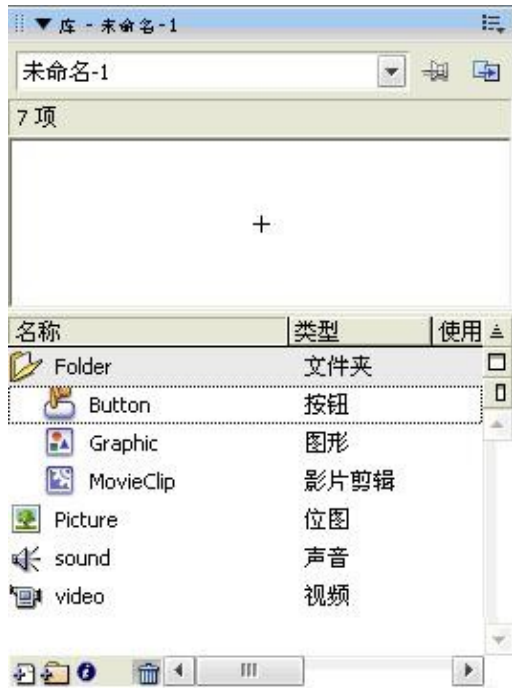 库 - 未命名-1
未命名-1
7 项
名称 类型 使用
Folder 文件夹
Button 按钮
Graphic 图形
MovieClip 影片剪辑
Picture 位图
sound 声音
video 视频